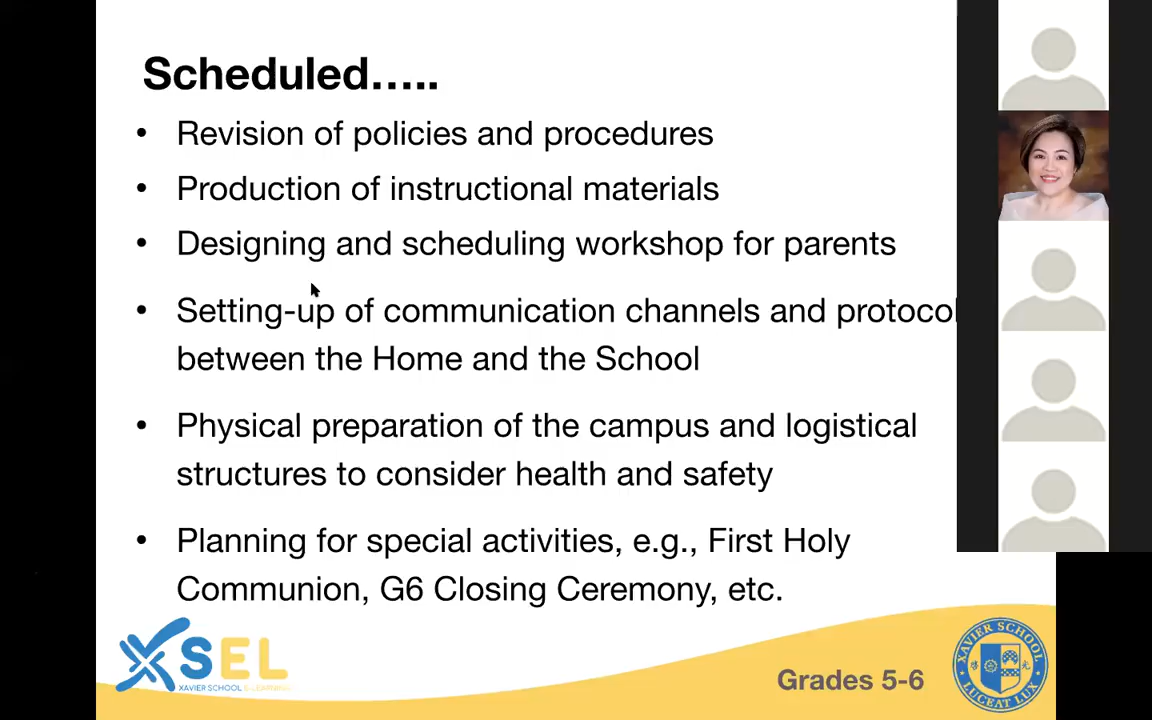 Scheduled…..
• Revision of policies and procedures
• Production of instructional materials
• Designing and scheduling workshop for parents
• Setting-up of communication channels and protocol
between the Home and the School
• Physical preparation of the campus and logistical
structures to consider health and safety
• Planning for special activities, e.g., First Holy
Communion, G6 Closing Ceremony, etc.
XSEL
XAVIER SCHOOL E-LEARNING
Grades 5-6
XAVIER SCHOOL
LUCEAT LUX